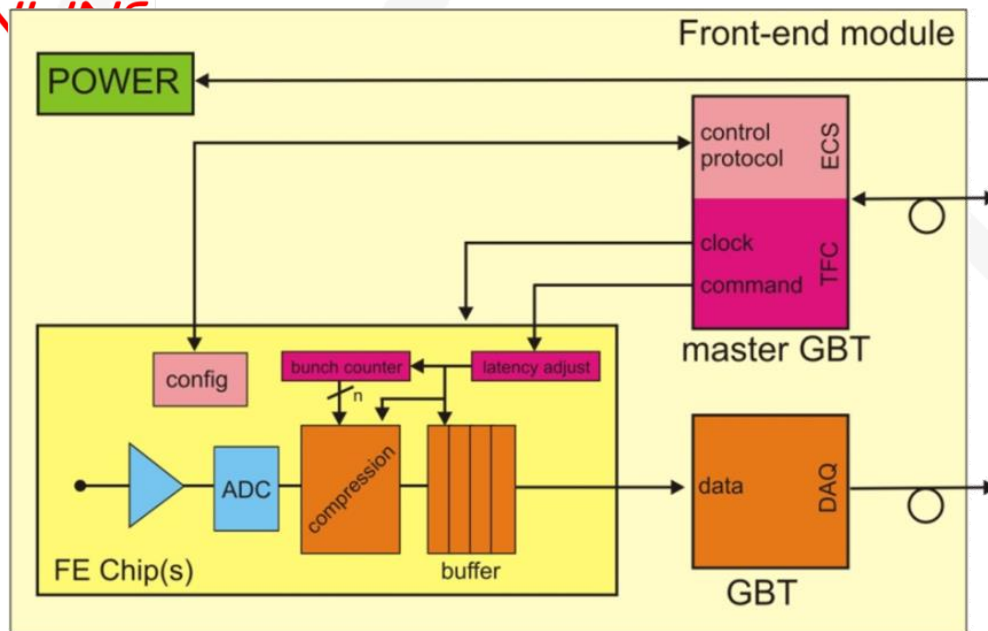 Front-end module
POWER
control
protocol
ECS
clock
command
TFC
master GBT
config
bunch counter
latency adjust
n
ADC
compression
buffer
FE Chip(s)
data
DAQ
GBT